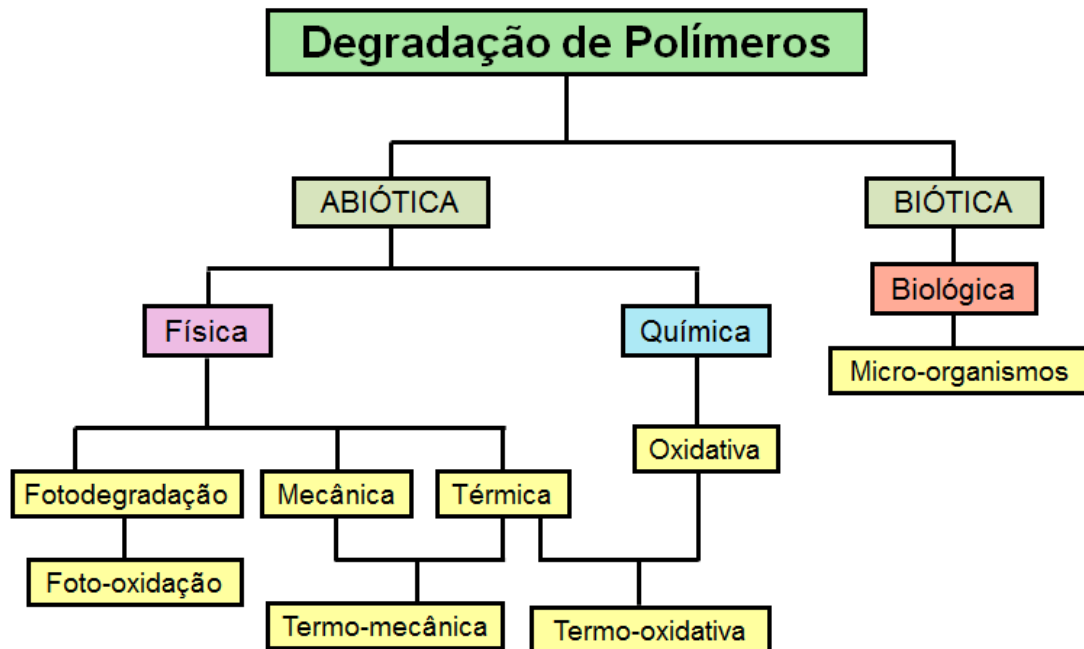 Degradação de Polímeros
ABIÓTICA
BIÓTICA
Biológica
Física
Química
Micro-organismos
Oxidativa
Fotodegradação
Mecânica
Térmica
Foto-oxidação
Termo-mecânica
Termo-oxidativa